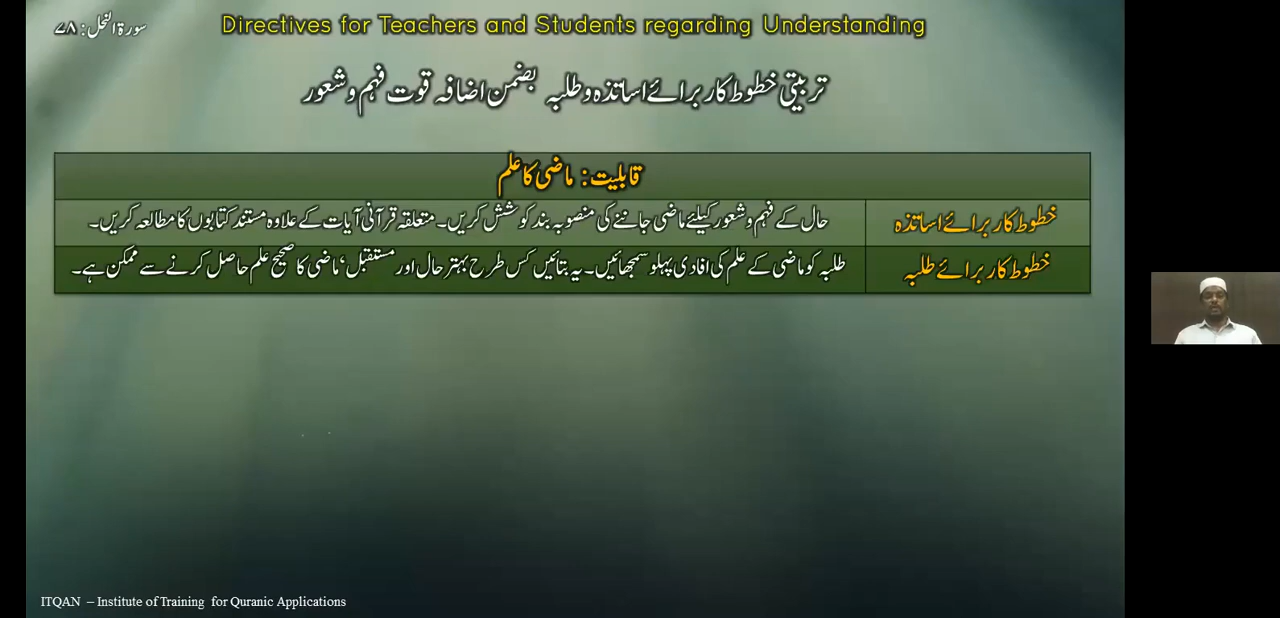 سورۃ النحل: ۷۸
Directives for Teachers and Students regarding Understanding
تربیتی خطوط کار برائے اساتذہ و طلبہ بضمن اضافہ قوت فہم و شعور
قابلیت: ماضی کا علم
خطوط کار برائے اساتذہ
حال کے فہم و شعور کیلئے ماضی جاننے کی منصوبہ بند کوشش کریں۔ متعلقہ قرآنی آیات کے علاوہ مستند کتابوں کا مطالعہ کریں۔
خطوط کار برائے طلبہ
طلبہ کو ماضی کے علم کی افادی پہلو سمجھائیں۔ یہ بتائیں کس طرح بہتر حال اور مستقبل، ماضی کا صحیح علم حاصل کرنے سے ممکن ہے۔
ITQAN – Institute of Training for Quranic Applications